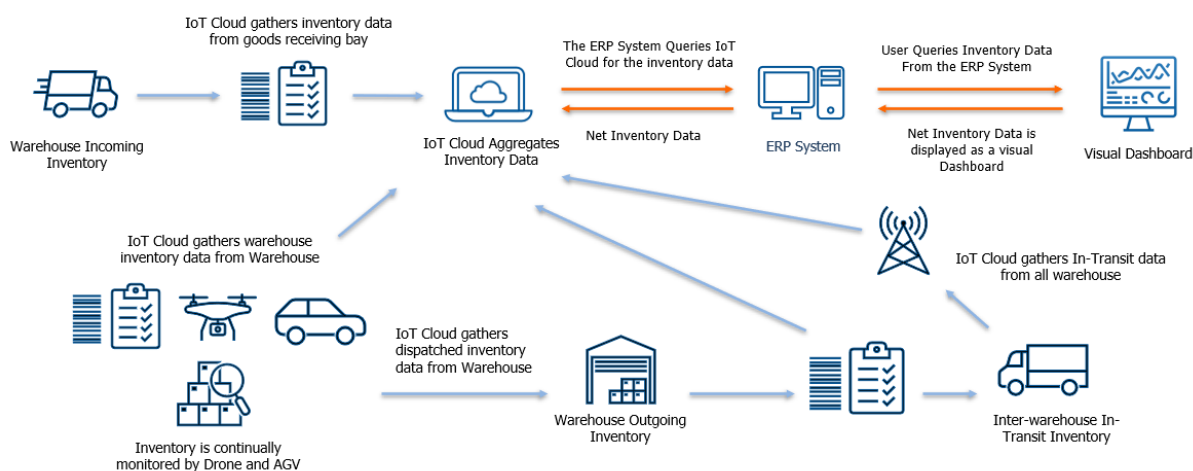 IoT Cloud gathers inventory data
from goods receiving bay
Warehouse Incoming
Inventory
IoT Cloud Aggregates
Inventory Data
The ERP System Queries IoT
Cloud for the inventory data
Net Inventory Data
ERP System
User Queries Inventory Data
From the ERP System
Net Inventory Data is
displayed as a visual
Dashboard
Visual Dashboard
IoT Cloud gathers warehouse
inventory data from Warehouse
Inventory is continually
monitored by Drone and AGV
IoT Cloud gathers
dispatched inventory
data from Warehouse
Warehouse Outgoing
Inventory
IoT Cloud gathers In-Transit data
from all warehouse
Inter-warehouse In-
Transit Inventory